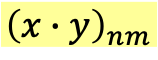 (x · y)nm